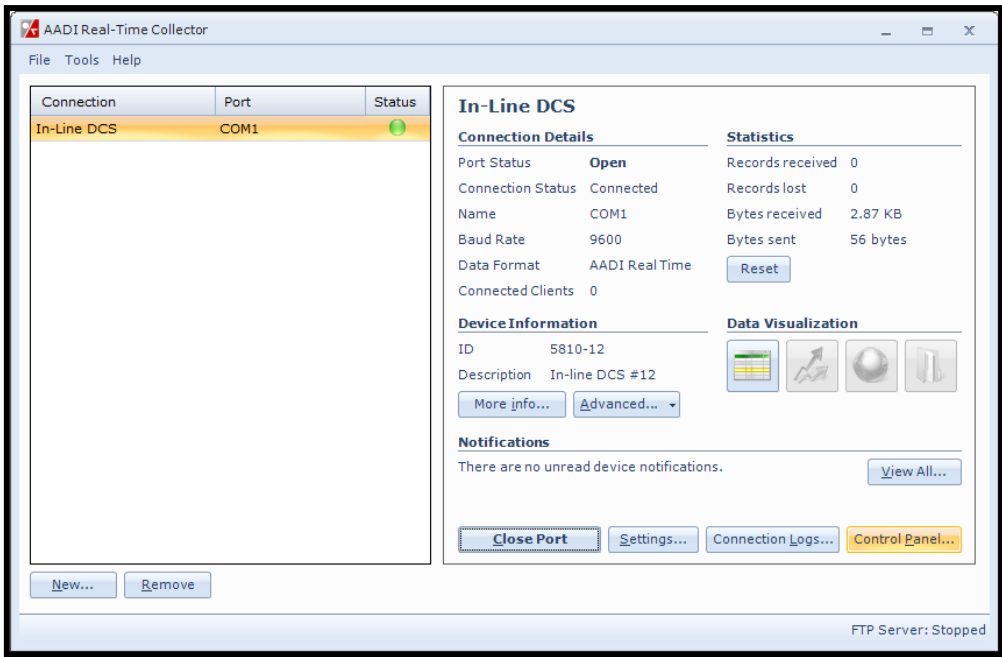 AADI Real-Time Collector
File Tools Help
Connection Port Status
In-Line DCS COM1
In-Line DCS
Connection Details
Port Status Open
Connection Status Connected
Name COM1
Baud Rate 9600
Data Format AADI Real Time
Connected Clients 0
Statistics
Records received 0
Records lost 0
Bytes received 2.87 KB
Bytes sent 56 bytes
Reset
Device Information
ID 5810-12
Description In-line DCS #12
More info... Advanced...
Data Visualization
Notifications
There are no unread device notifications.
View All...
Close Port Settings... Connection Logs... Control Panel...
New... Remove
FTP Server: Stopped